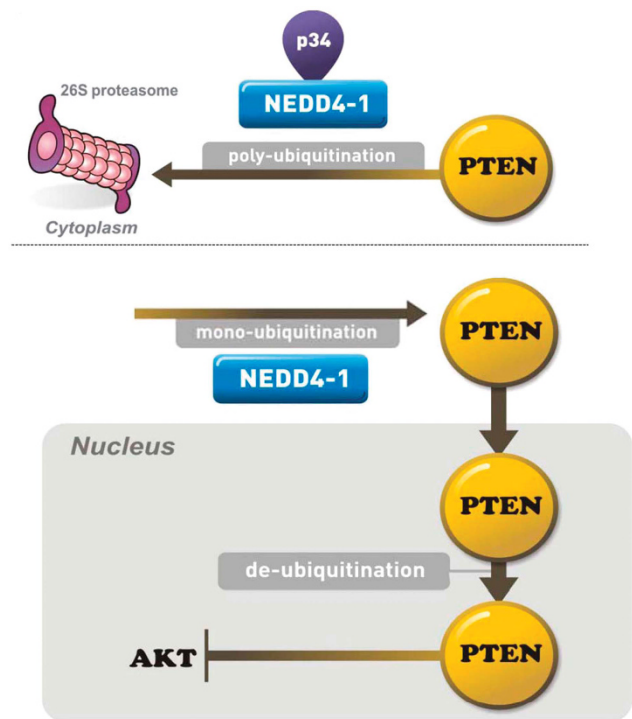 p34
NEDD4-1
26S proteasome
poly-ubiquitination
PTEN
Cytoplasm
PTEN
mono-ubiquitination
NEDD4-1
Nucleus
PTEN
de-ubiquitination
AKT
PTEN